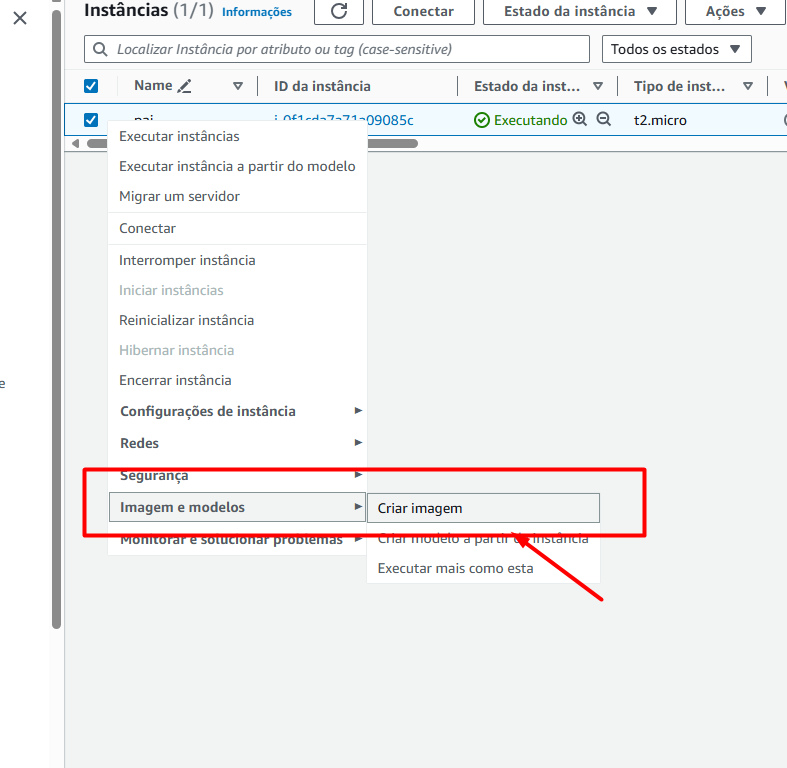 Instâncias (1/1) Informações
Conectar
Estado da instância
Ações
Localizar Instância por atributo ou tag (case-sensitive)
Todos os estados
Name
ID da instância
Estado da inst...
Tipo de inst...
pai
Executando
t2.micro
Executar instâncias
Executar instância a partir do modelo
Migrar um servidor
Conectar
Interromper instância
Iniciar instâncias
Reinicializar instância
Hibernar instância
Encerrar instância
e
Configurações de instância
Redes
Segurança
Imagem e modelos
Criar imagem
Monitorar e solucionar problemas
Criar modelo a partir da instância
Executar mais como esta